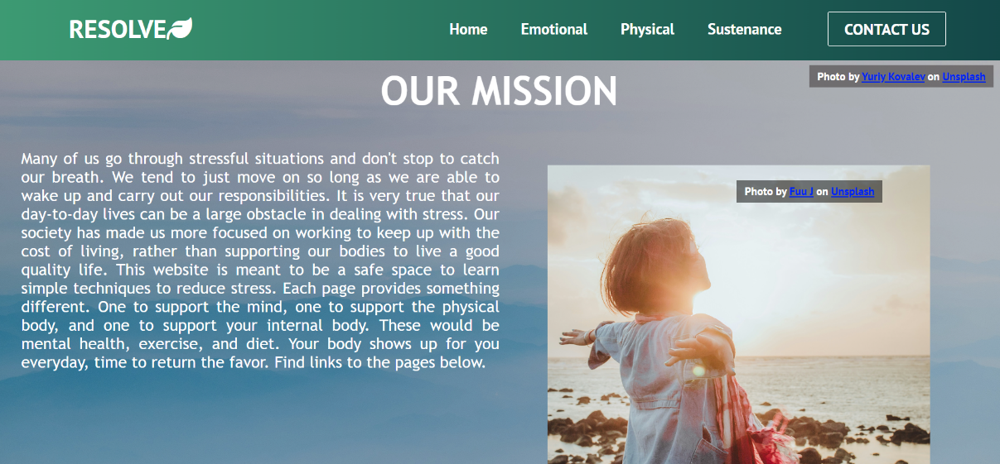 RESOLVE
Home Emotional Physical Sustenance CONTACT US
Photo by Yuriy Kovalev on Unsplash
OUR MISSION
Many of us go through stressful situations and don't stop to catch
our breath. We tend to just move on so long as we are able to
wake up and carry out our responsibilities. It is very true that our
day-to-day lives can be a large obstacle in dealing with stress. Our
society has made us more focused on working to keep up with the
cost of living, rather than supporting our bodies to live a good
quality life. This website is meant to be a safe space to learn
simple techniques to reduce stress. Each page provides something
different. One to support the mind, one to support the physical
body, and one to support your internal body. These would be
mental health, exercise, and diet. Your body shows up for you
everyday, time to return the favor. Find links to the pages below.
Photo by Fuu J on Unsplash